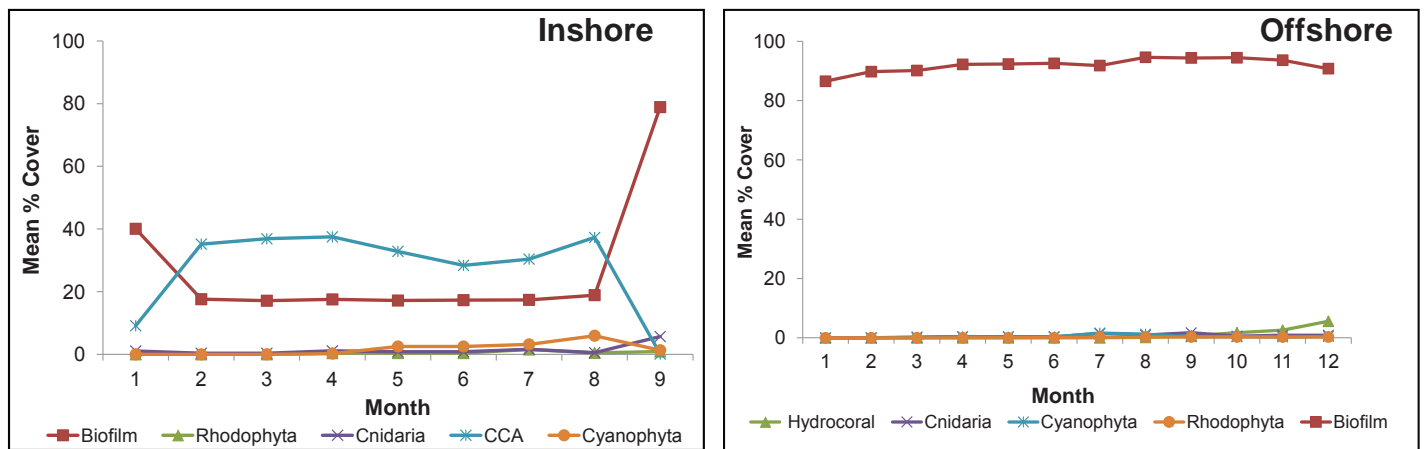 Inshore
100
80
60
40
20
0
Mean % Cover
1 2 3 4 5 6 7 8 9
Month
Biofilm Rhodophyta Cnidaria CCA Cyanophyta
Offshore
100
80
60
40
20
0
Mean % Cover
1 2 3 4 5 6 7 8 9 10 11 12
Month
Hydrocoral Cnidaria Cyanophyta Rhodophyta Biofilm